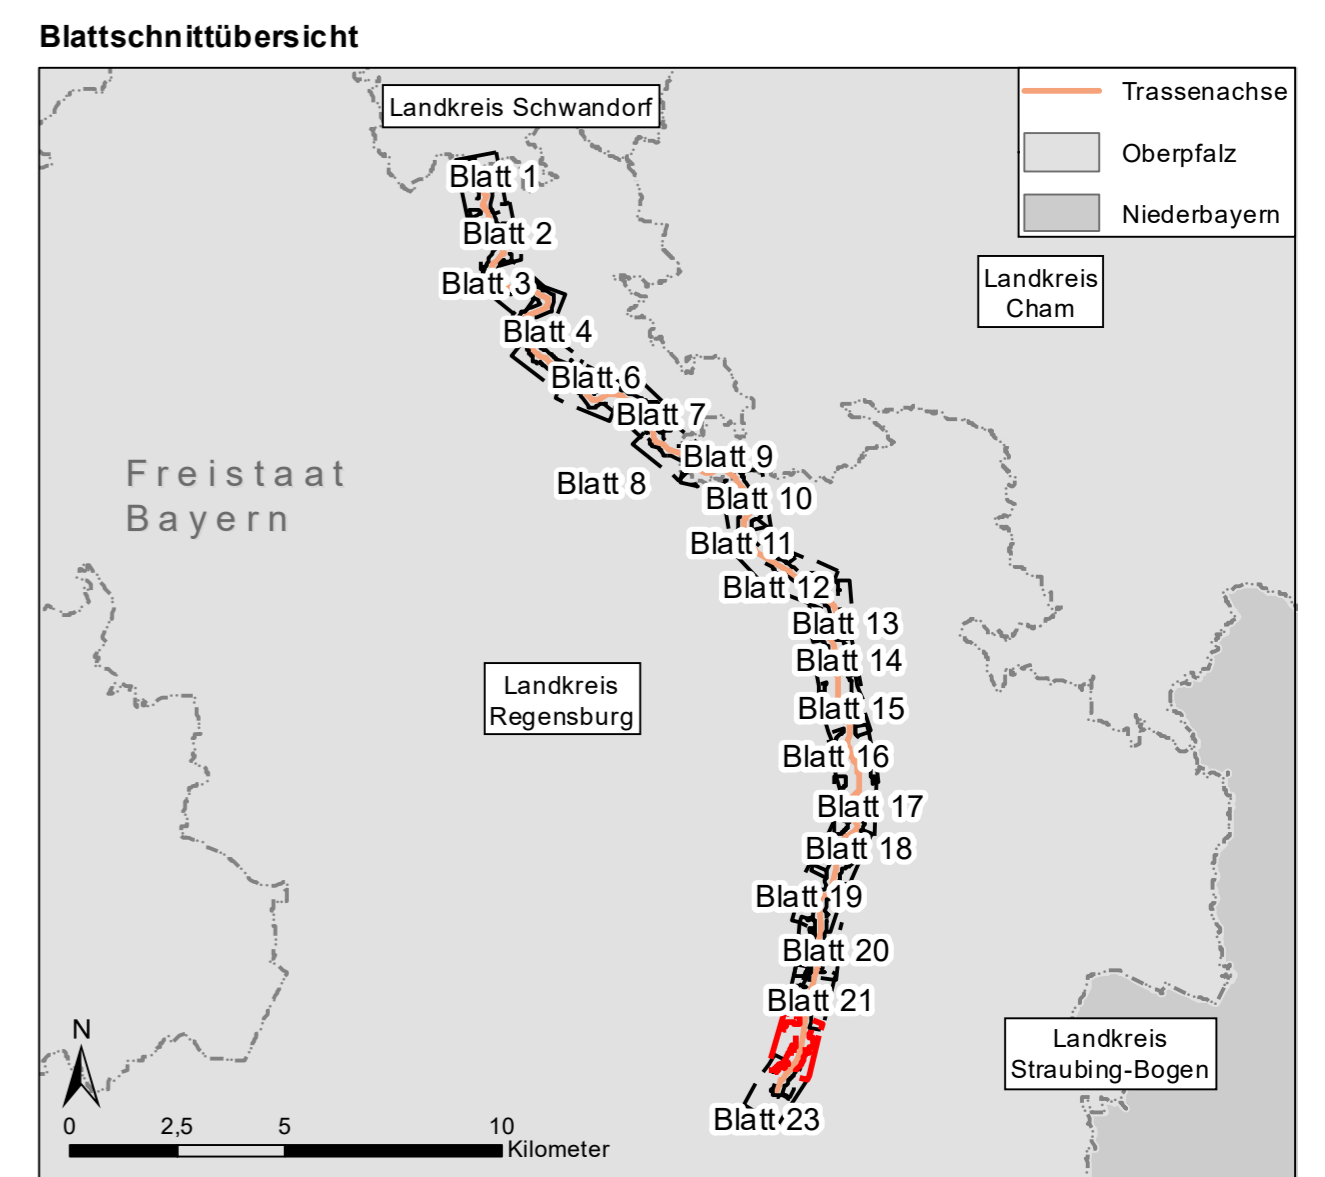 Blattschnittübersicht
Landkreis Schwandorf
Trassenachse
Oberpfalz
Niederbayern
Blatt 1
Blatt 2
Blatt 3
Blatt 4
Blatt 6
Blatt 7
Blatt 9
Blatt 8
Blatt 10
Blatt 11
Blatt 12
Blatt 13
Blatt 14
Blatt 15
Blatt 16
Blatt 17
Blatt 18
Blatt 19
Blatt 20
Blatt 21
Blatt 23
Landkreis
Cham
Freistaat
Bayern
Landkreis
Regensburg
Landkreis
Straubing-Bogen
N
0 2,5 5 10
Kilometer